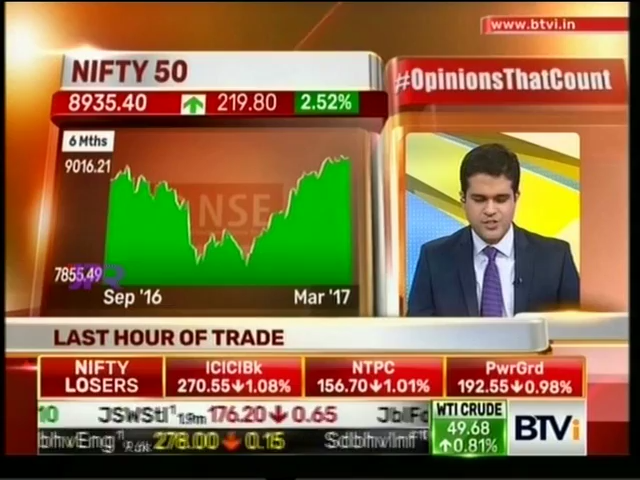 www.btvi.in
NIFTY 50
#OpinionsThatCount
8935.40 219.80 2.52%
6 Mths
9016.21
NSE
7855.49
Sep '16 Mar '17
LAST HOUR OF TRADE
NIFTY LOSERS
ICICIBk
270.55 1.08%
NTPC
156.70 1.01%
PwrGrd
192.55 0.98%
10 JSWStl 1.9m 176.20 0.65
278.00 0.15
WTI CRUDE
49.68
0.81%
BTVi